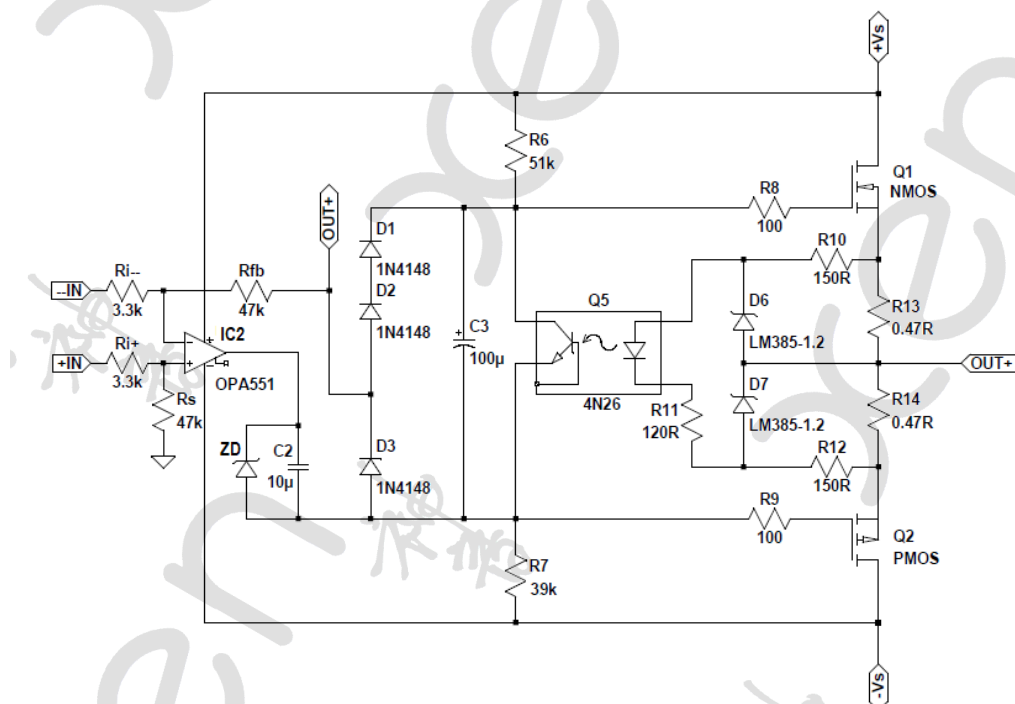 +Vs
R6
51k
Q1
NMOS
R8
100
OUT+
D1
1N4148
R10
150R
Ri--
--IN
3.3k
Rfb
47k
D2
1N4148
Q5
D6
LM385-1.2
R13
0.47R
IC2
C3
100µ
Ri+
+IN
3.3k
OPA551
4N26
OUT+
D7
LM385-1.2
R14
0.47R
Rs
47k
R11
120R
ZD
C2
10µ
D3
1N4148
R12
150R
R9
100
Q2
PMOS
R7
39k
-Vs
xen